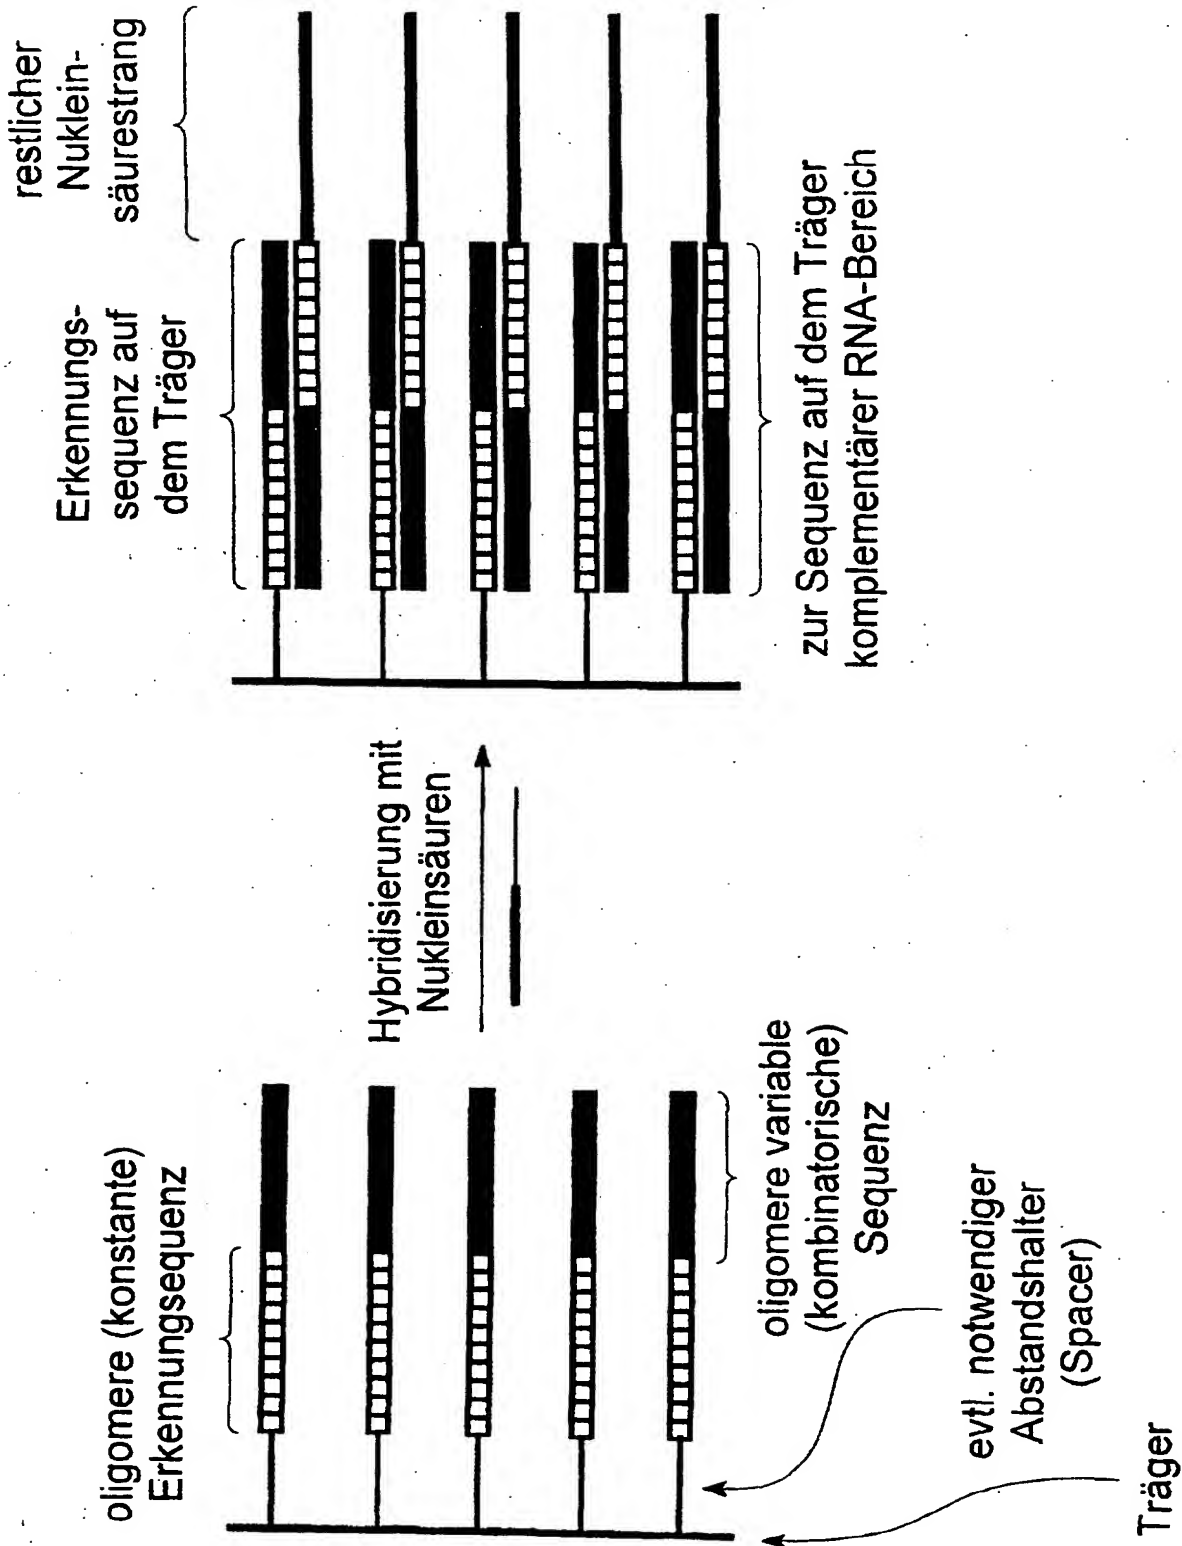 oligomere (konstante)
Erkennungsequenz
oligomere variable
(kombinatorische)
Sequenz
evtl. notwendiger
Abstandshalter
(Spacer)
Träger
Hybridisierung mit
Nukleinsäuren
Erkennungs-
sequenz auf
dem Träger
restlicher
Nuklein-
säurestrang
zur Sequenz auf dem Träger
komplementärer RNA-Bereich